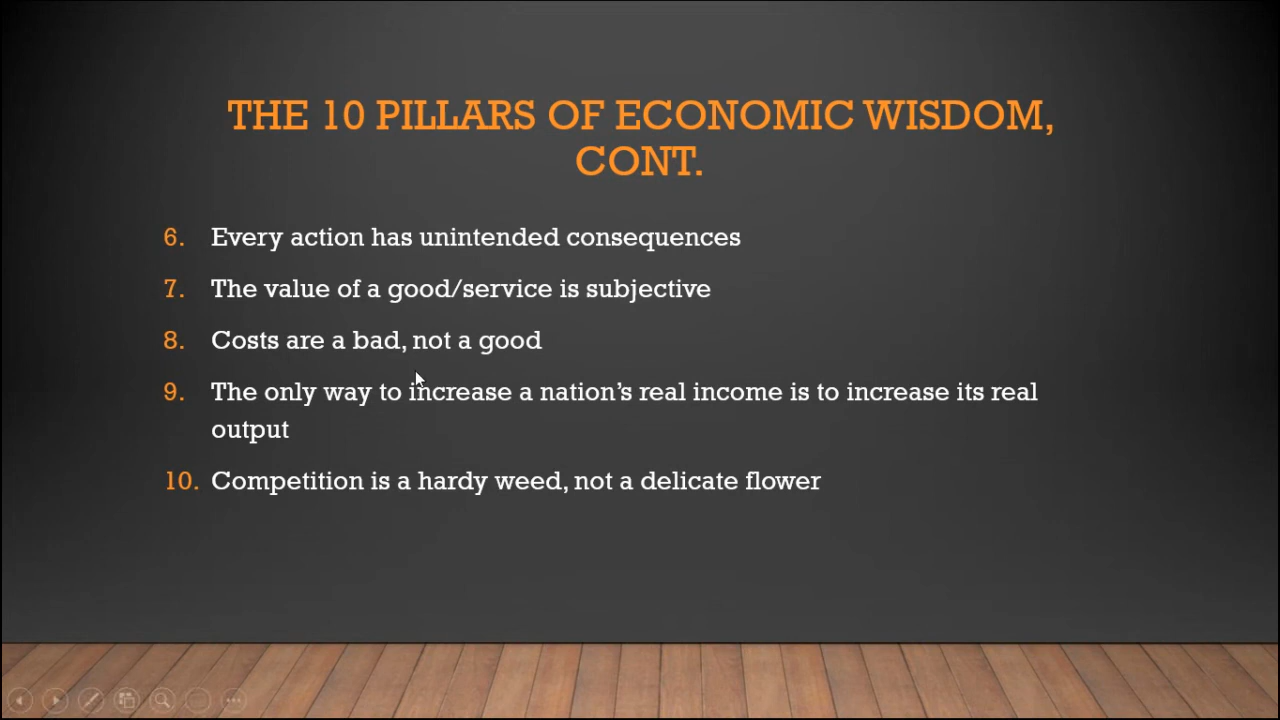 THE 10 PILLARS OF ECONOMIC WISDOM,
CONT.
6. Every action has unintended consequences
7. The value of a good/service is subjective
8. Costs are a bad, not a good
9. The only way to increase a nation’s real income is to increase its real
output
10. Competition is a hardy weed, not a delicate flower